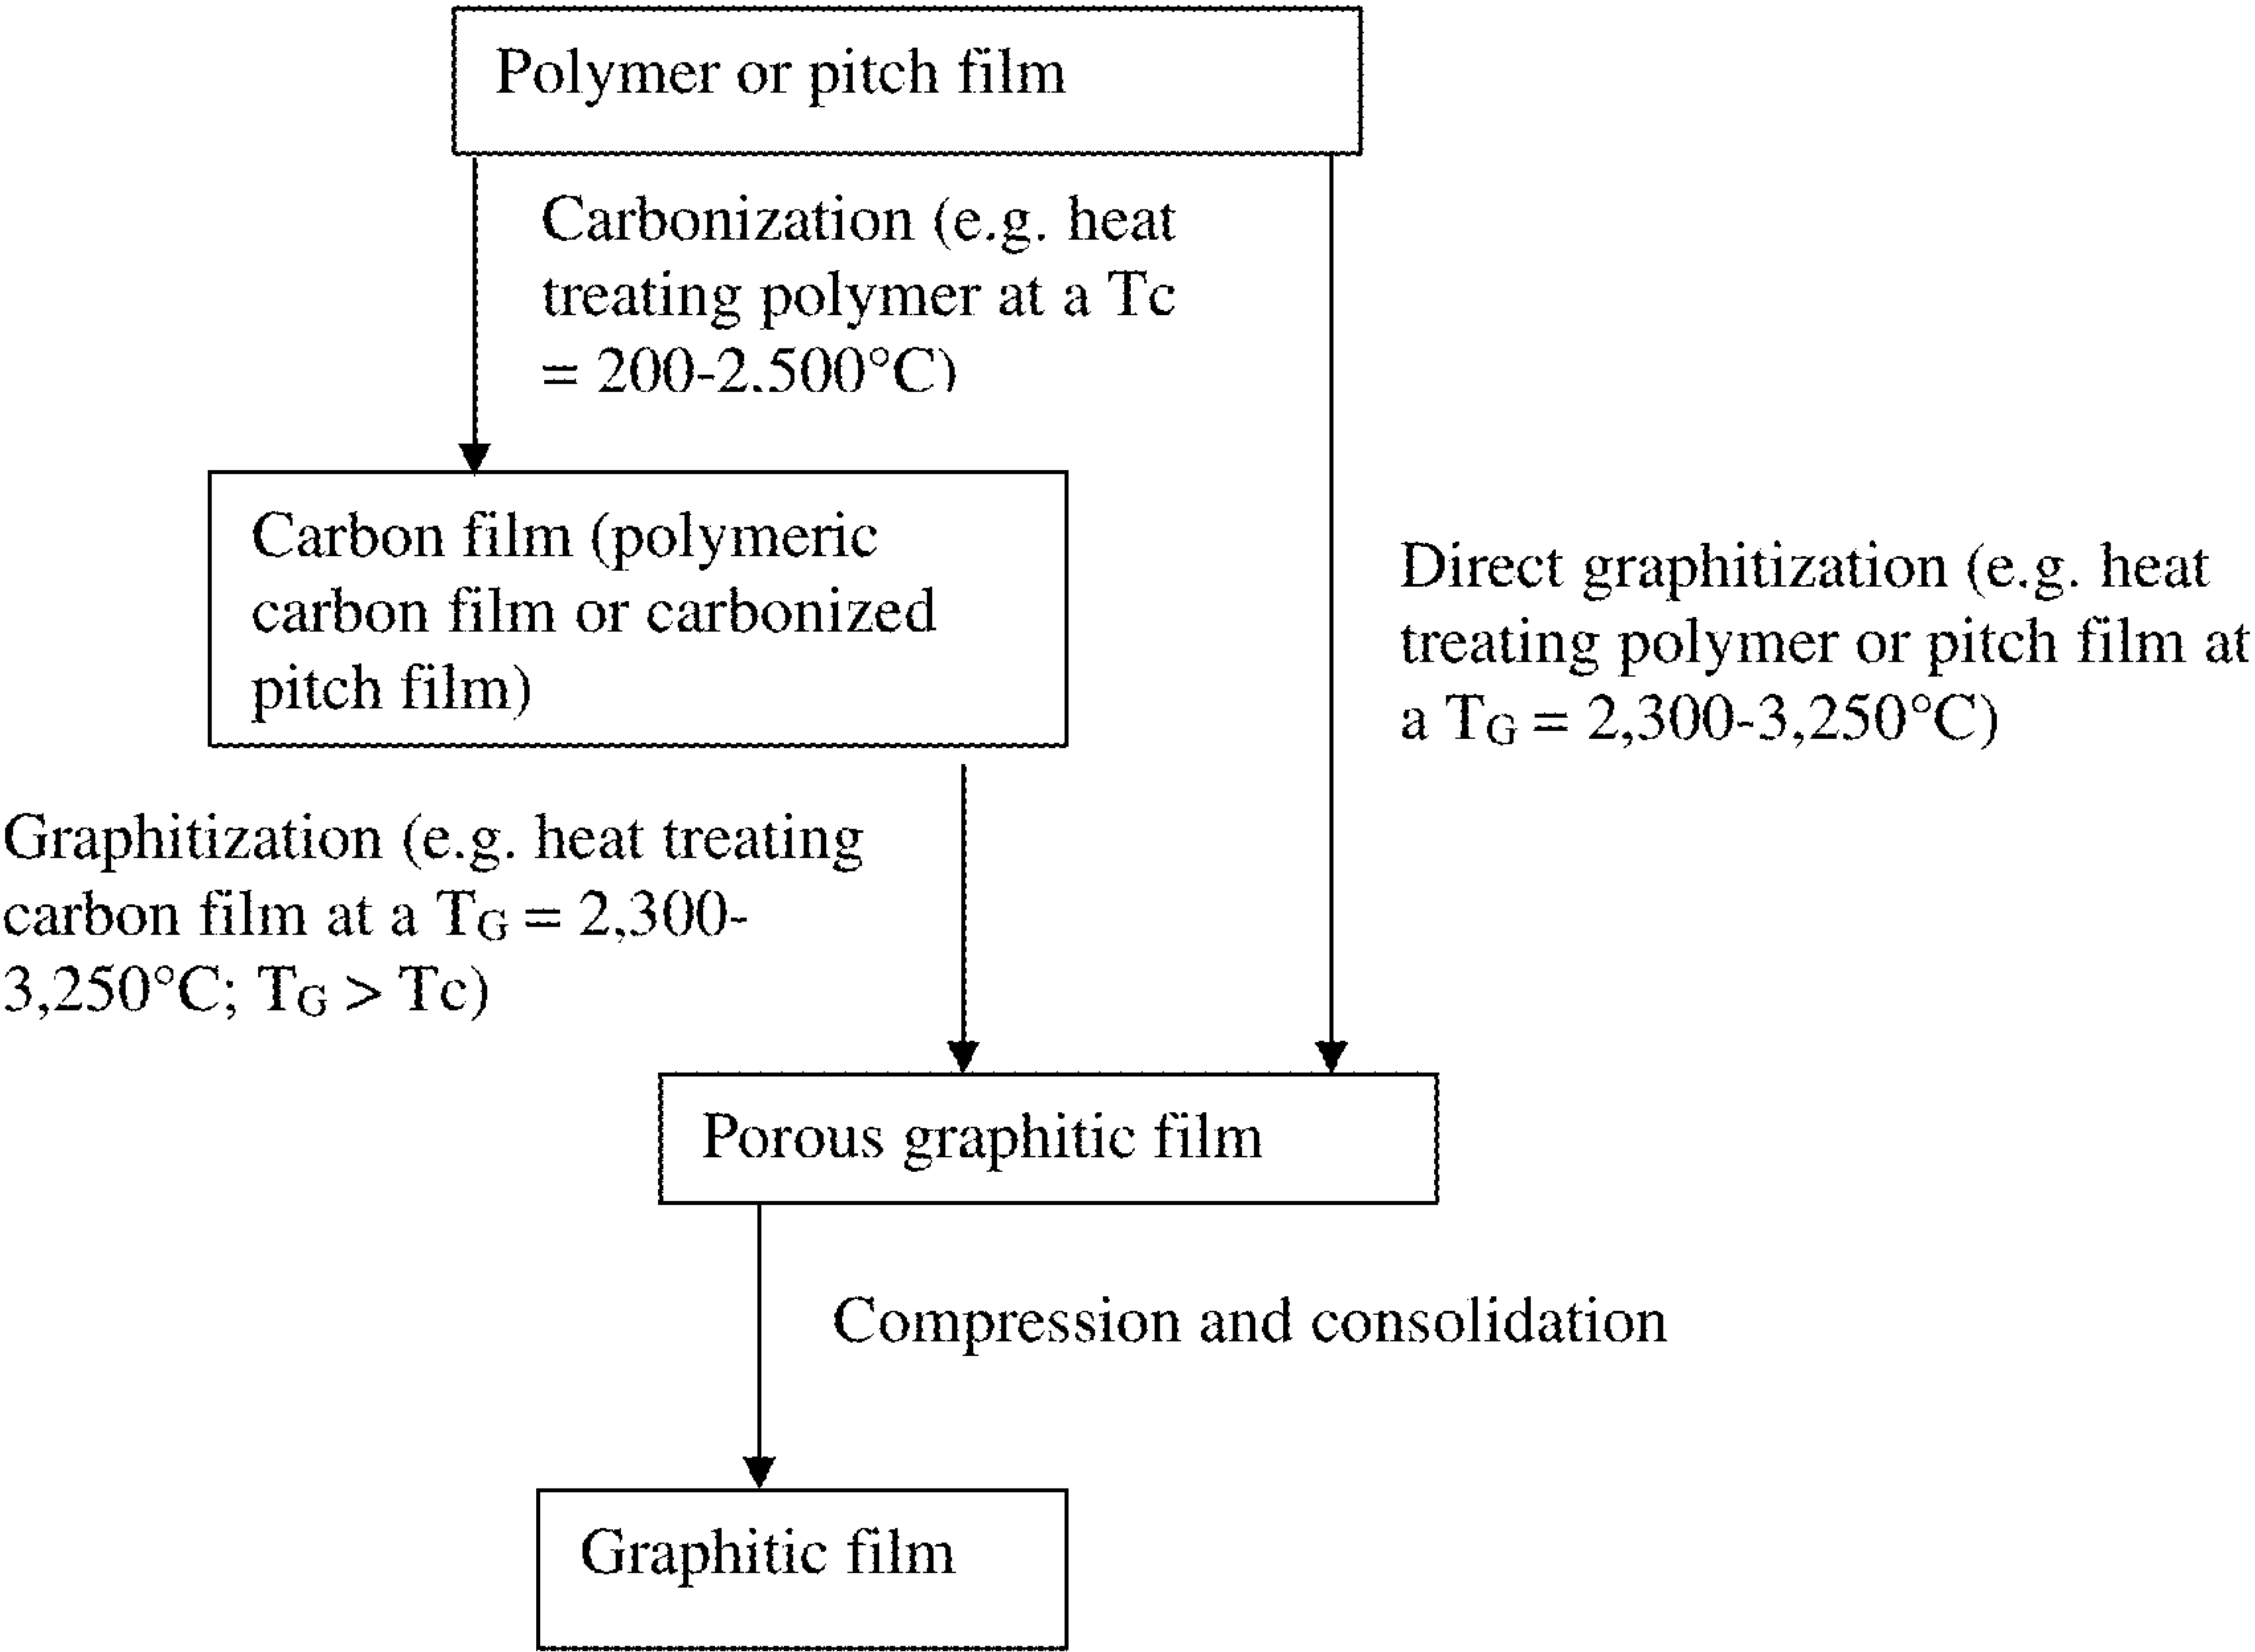 Polymer or pitch film
Carbonization (e.g. heat
treating polymer at a Tc
= 200-2.500°C)
Carbon film (polymeric
carbon film or carbonized
pitch film)
Direct graphitization (e.g. heat
treating polymer or pitch film at
a TG = 2,300-3,250°C)
Graphitization (e.g. heat treating
carbon film at a TG = 2,300-
3,250°C; TG > Tc)
Porous graphitic film
Compression and consolidation
Graphitic film